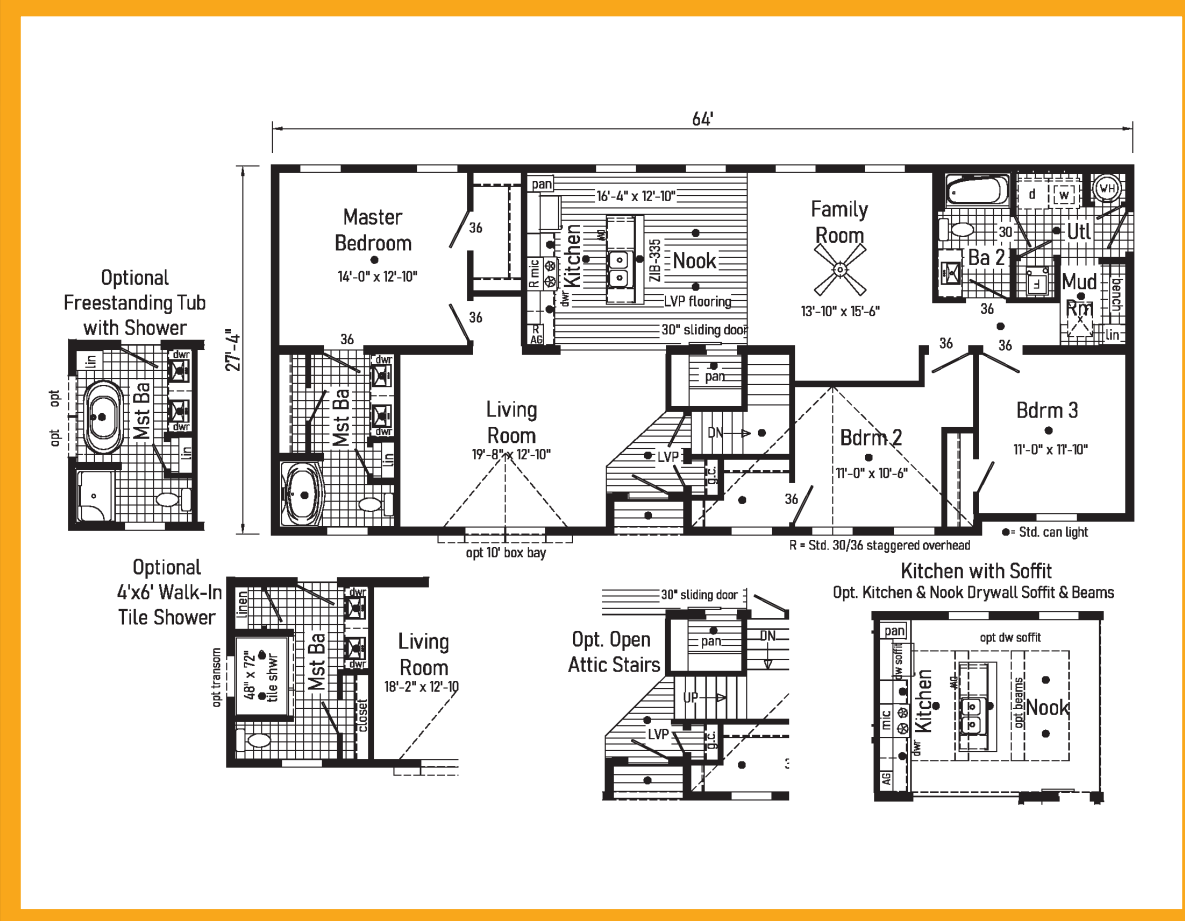 64'
27'-4"
Master
Bedroom
14'-0" x 12'-10"
36
36
36
pan
16'-4" x 12'-10"
Kitchen
DW
ZIB-335
Nook
R mic
dwr
LVP flooring
R
AG
30" sliding door
Family
Room
13'-10" x 15'-6"
d
w
WH
30
Utl
Ba 2
F
Mud
Rm
bench
lin
36
36
36
Mst Ba
dwr
dwr
lin
Living
Room
19'-8" x 12'-10"
opt 10' box bay
pan
DN
LVP
g.c.
36
Bdrm 2
11'-0" x 10'-6"
Bdrm 3
11'-0" x 11'-10"
R = Std. 30/36 staggered overhead
= Std. can light
Optional
Freestanding Tub
with Shower
lin
dwr
dwr
Mst Ba
opt
opt
lin
Optional
4'x6' Walk-In
Tile Shower
linen
dwr
dwr
Mst Ba
opt transom
48" x 72"
tile shwr
closet
Living
Room
18'-2" x 12'-10
Opt. Open
Attic Stairs
30" sliding door
pan
DN
UP
LVP
g.c.
Kitchen with Soffit
Opt. Kitchen & Nook Drywall Soffit & Beams
pan
opt dw soffit
dw soffit
Kitchen
DW
mic
dwr
AG
opt beams
Nook